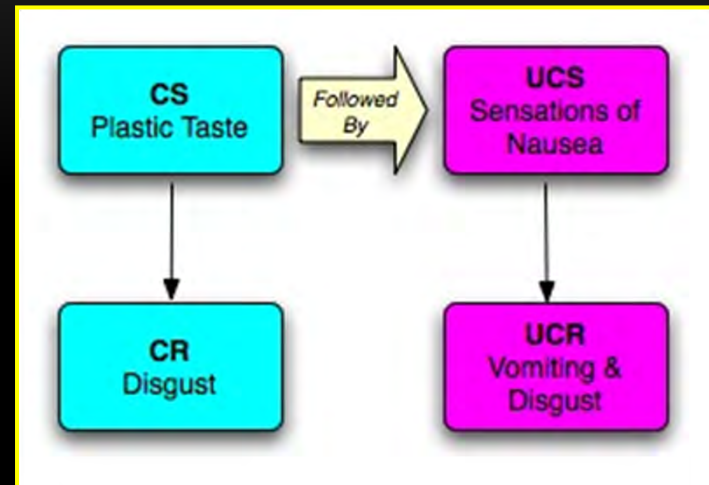 CS
Plastic Taste
Followed
By
UCS
Sensations of
Nausea
CR
Disgust
UCR
Vomiting &
Disgust